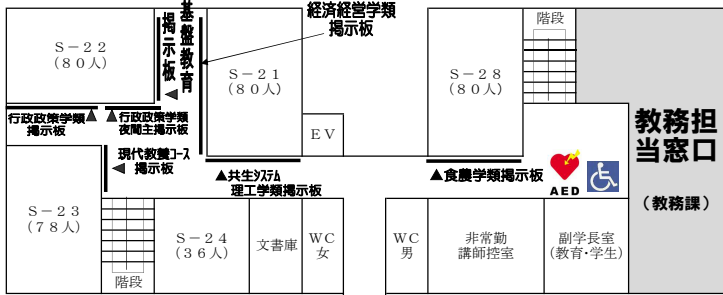 経済経営学類
掲示板
基盤教育
掲示板
階段
S－22
(80人)
S－21
(80人)
S－28
(80人)
EV
教務担
当窓口
(教務課)
行政政策学類
掲示板
▲
▲行政政策学類
夜間主掲示板
◀
現代教養コース
◀ 掲示板
▲共生システム
理工学類掲示板
▲食農学類掲示板
AED
S－23
(78人)
階段
S－24
(36人)
文書庫
WC
女
WC
男
非常勤
講師控室
副学長室
(教育・学生)